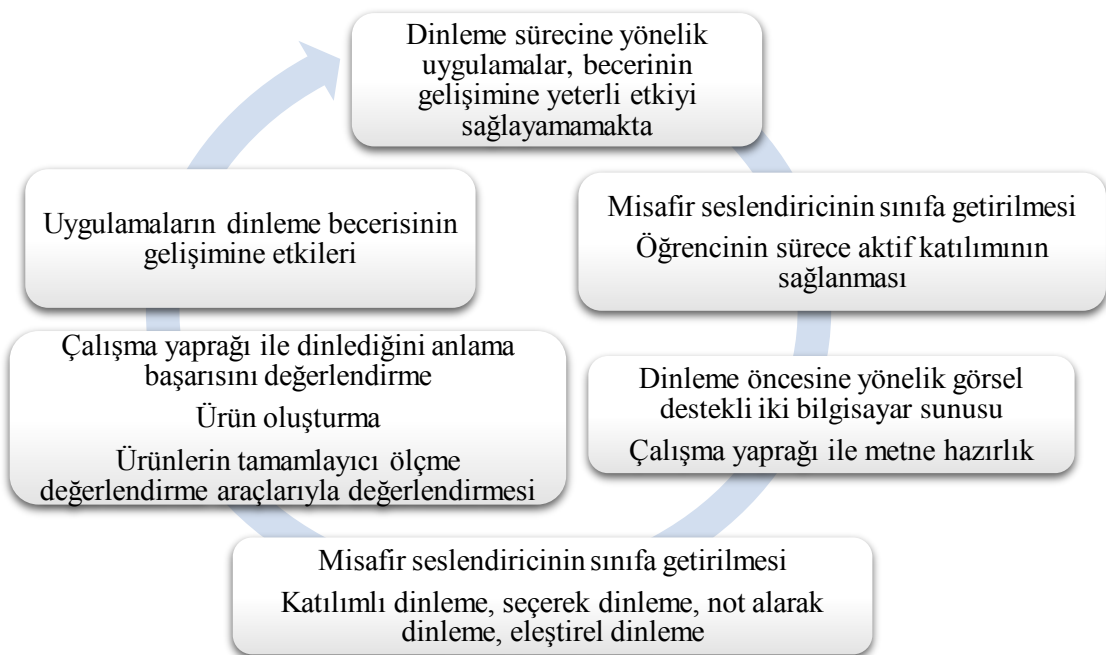 Dinleme sürecine yönelik
uygulamalar, becerinin
gelişimine yeterli etkiyi
sağlayamamakta
Misafir seslendiricinin sınıfa getirilmesi
Öğrencinin sürece aktif katılımının
sağlanması
Dinleme öncesine yönelik görsel
destekli iki bilgisayar sunusu
Çalışma yaprağı ile metne hazırlık
Misafir seslendiricinin sınıfa getirilmesi
Katılımlı dinleme, seçerek dinleme, not alarak
dinleme, eleştirel dinleme
Çalışma yaprağı ile dinlediğini anlama
başarısını değerlendirme
Ürün oluşturma
Ürünlerin tamamlayıcı ölçme
değerlendirme araçlarıyla değerlendirmesi
Uygulamaların dinleme becerisinin
gelişimine etkileri